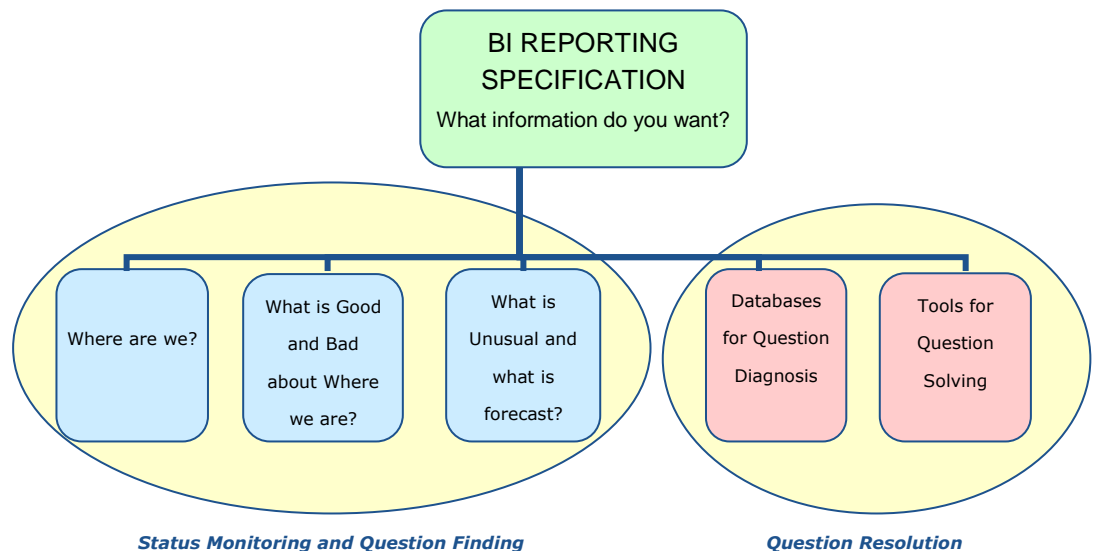 BI REPORTING
SPECIFICATION
What information do you want?
Where are we?
What is Good
and Bad
about Where
we are?
What is
Unusual and
what is
forecast?
Databases
for Question
Diagnosis
Tools for
Question
Solving
Status Monitoring and Question Finding
Question Resolution